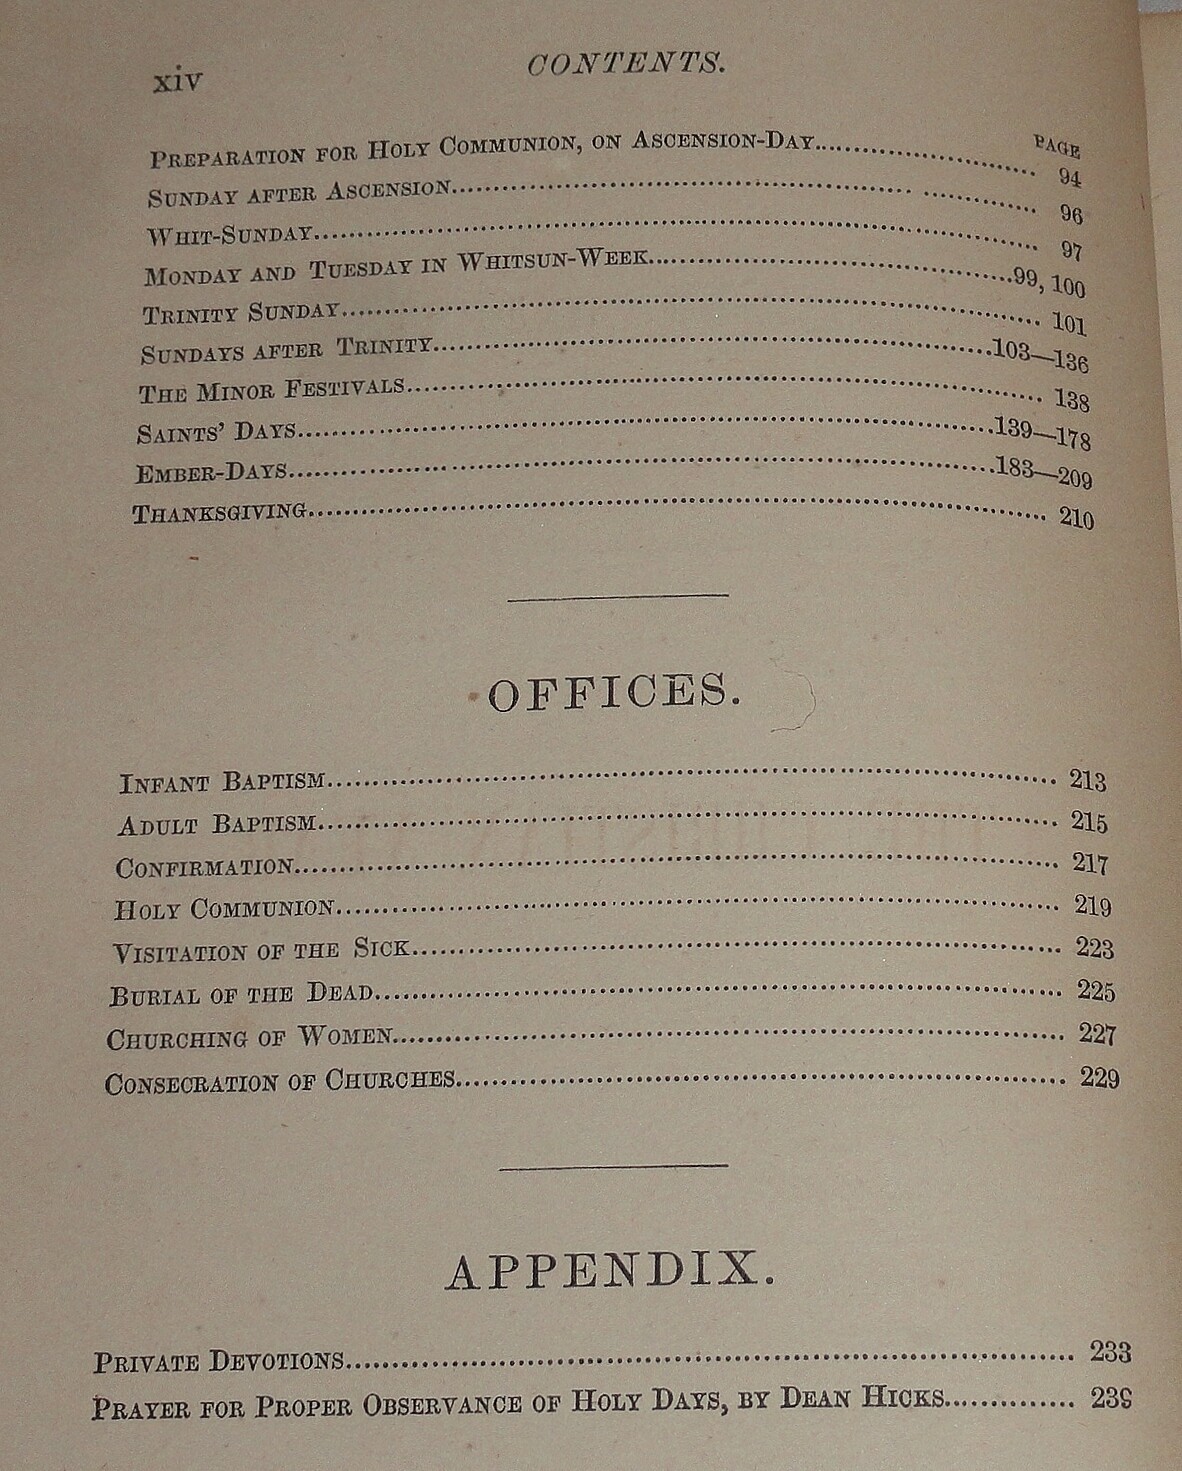 xiv
CONTENTS.
PAGE
PREPARATION FOR HOLY COMMUNION, ON ASCENSION-DAY 94
SUNDAY AFTER ASCENSION 96
WHIT-SUNDAY 97
MONDAY AND TUESDAY IN WHITSUN-WEEK 99, 100
TRINITY SUNDAY 101
SUNDAYS AFTER TRINITY 103—136
THE MINOR FESTIVALS 138
SAINTS' DAYS 139—178
EMBER-DAYS 183—209
THANKSGIVING 210
OFFICES.
INFANT BAPTISM 213
ADULT BAPTISM 215
CONFIRMATION 217
HOLY COMMUNION 219
VISITATION OF THE SICK 223
BURIAL OF THE DEAD 225
CHURCHING OF WOMEN 227
CONSECRATION OF CHURCHES 229
APPENDIX.
PRIVATE DEVOTIONS 233
PRAYER FOR PROPER OBSERVANCE OF HOLY DAYS, BY DEAN HICKS